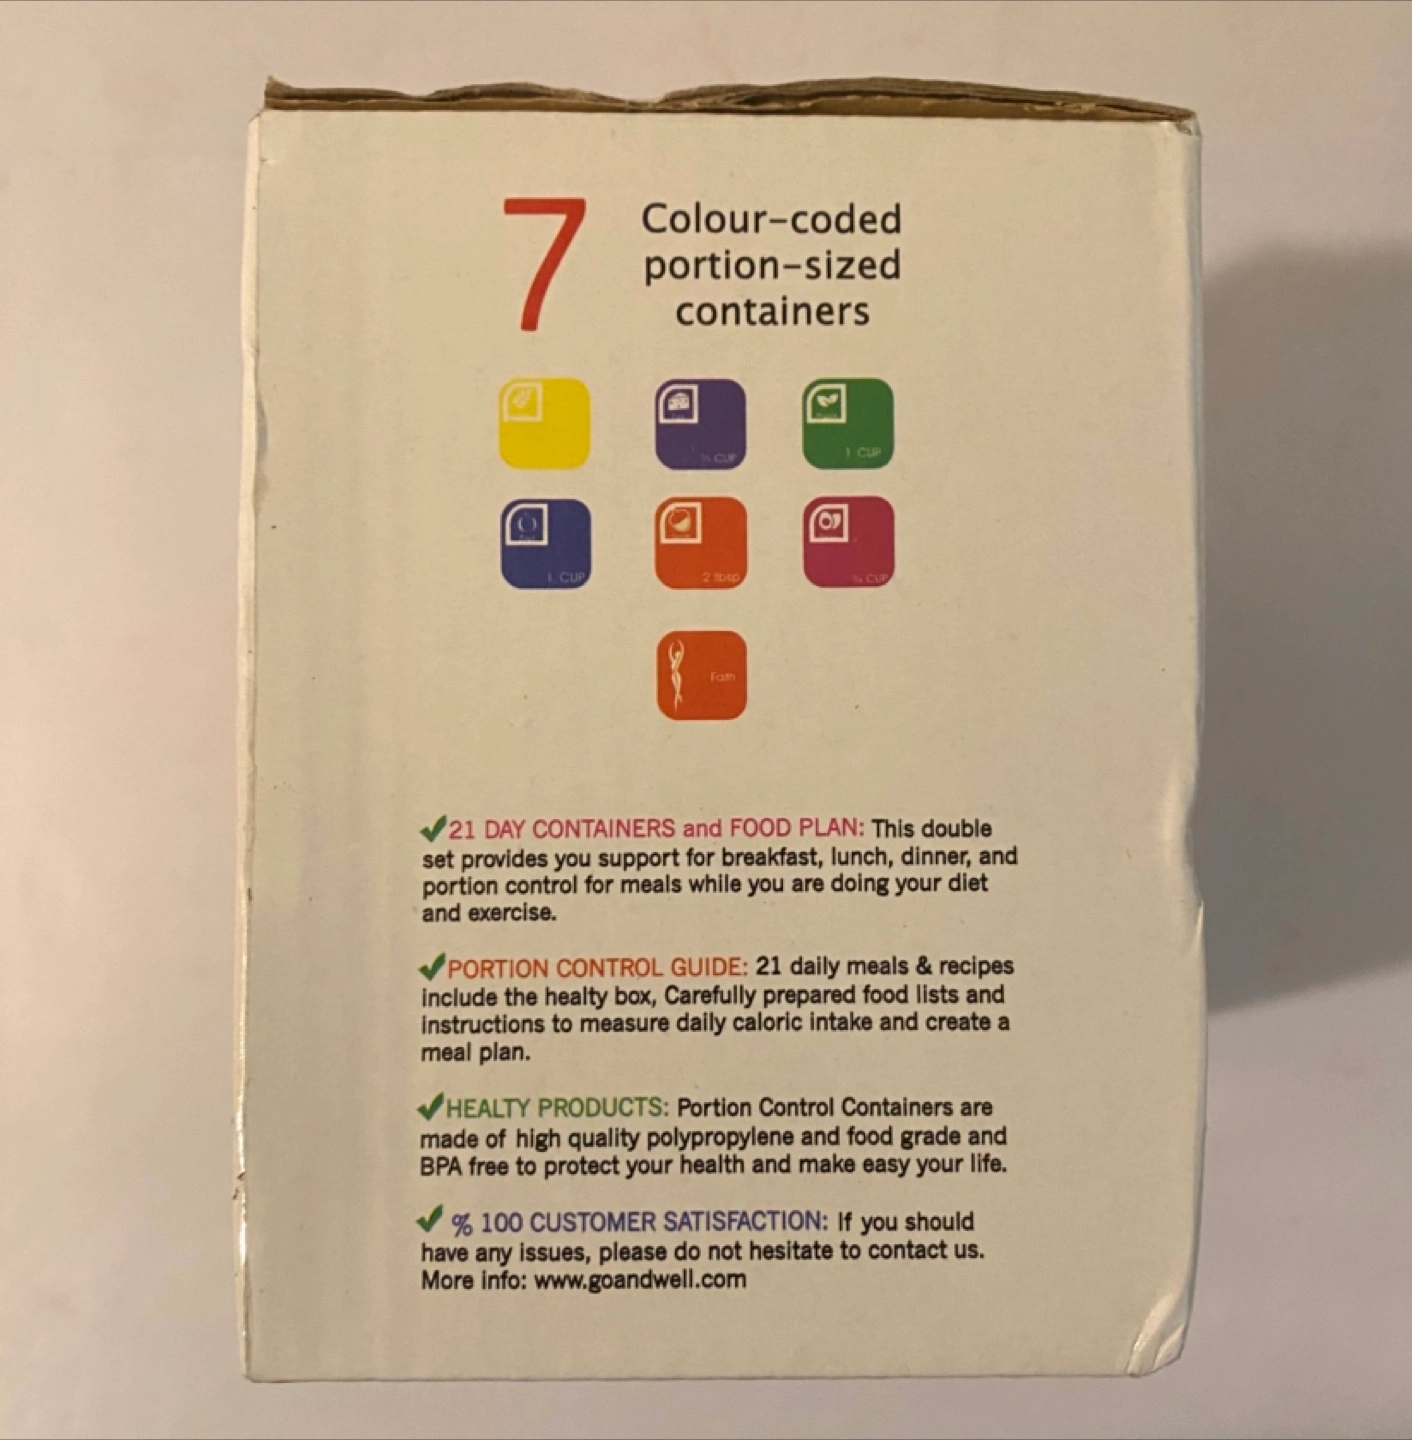 7
Colour-coded
portion-sized
containers
CUP
1 CUP
1 CUP
2 tbsp
¾ CUP
Faith
21 DAY CONTAINERS and FOOD PLAN: This double
set provides you support for breakfast, lunch, dinner, and
portion control for meals while you are doing your diet
and exercise.
PORTION CONTROL GUIDE: 21 daily meals & recipes
include the healty box, Carefully prepared food lists and
instructions to measure daily caloric intake and create a
meal plan.
HEALTY PRODUCTS: Portion Control Containers are
made of high quality polypropylene and food grade and
BPA free to protect your health and make easy your life.
% 100 CUSTOMER SATISFACTION: If you should
have any issues, please do not hesitate to contact us.
More info: www.goandwell.com